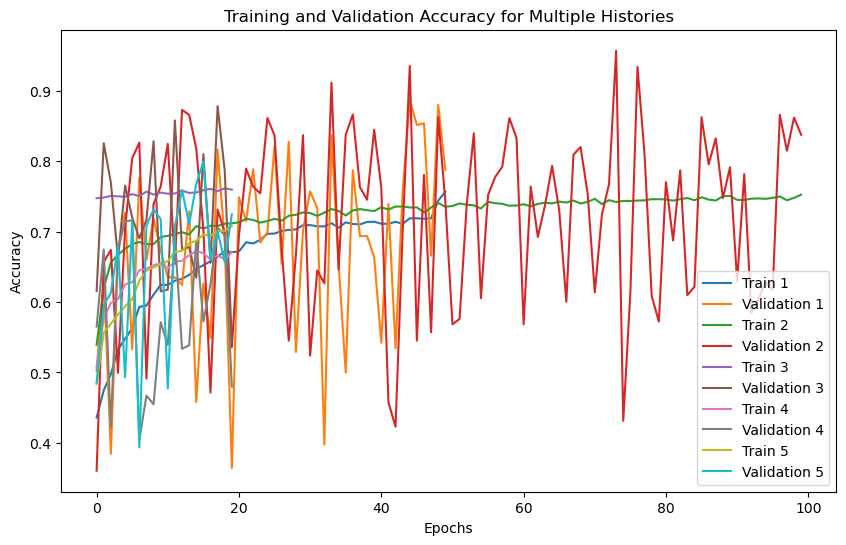 Training and Validation Accuracy for Multiple Histories
Accuracy
0.9
0.8
0.7
0.6
0.5
0.4
0
20
40
60
80
100
Epochs
Train 1
Validation 1
Train 2
Validation 2
Train 3
Validation 3
Train 4
Validation 4
Train 5
Validation 5